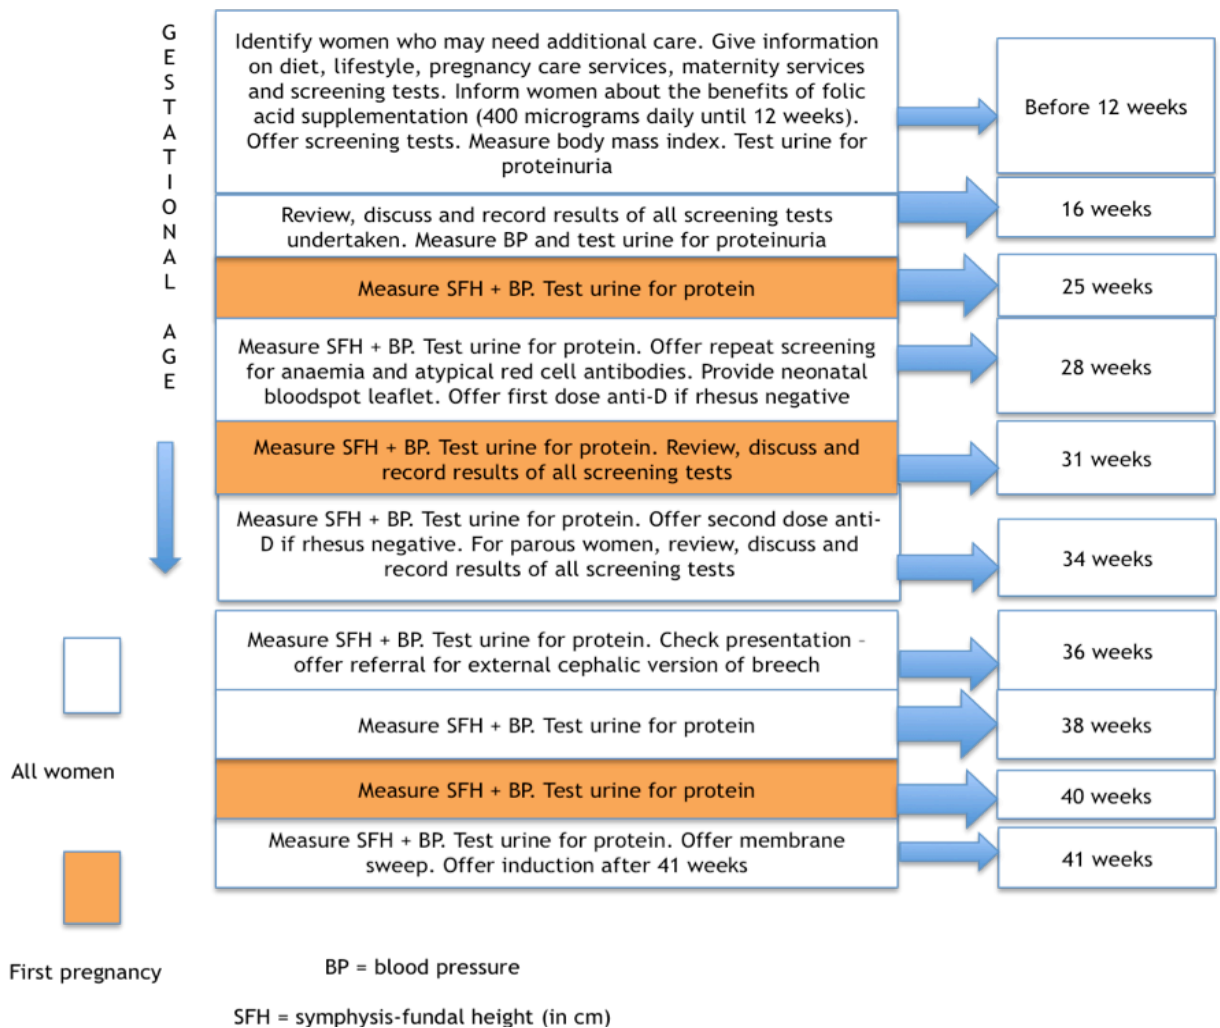 GESTATIONAL AGE
Identify women who may need additional care. Give information
on diet, lifestyle, pregnancy care services, maternity services
and screening tests. Inform women about the benefits of folic
acid supplementation (400 micrograms daily until 12 weeks).
Offer screening tests. Measure body mass index. Test urine for
proteinuria
Before 12 weeks
Review, discuss and record results of all screening tests
undertaken. Measure BP and test urine for proteinuria
16 weeks
Measure SFH + BP. Test urine for protein
25 weeks
Measure SFH + BP. Test urine for protein. Offer repeat screening
for anaemia and atypical red cell antibodies. Provide neonatal
bloodspot leaflet. Offer first dose anti-D if rhesus negative
28 weeks
Measure SFH + BP. Test urine for protein. Review, discuss and
record results of all screening tests
31 weeks
Measure SFH + BP. Test urine for protein. Offer second dose anti-
D if rhesus negative. For parous women, review, discuss and
record results of all screening tests
34 weeks
Measure SFH + BP. Test urine for protein. Check presentation –
offer referral for external cephalic version of breech
36 weeks
Measure SFH + BP. Test urine for protein
38 weeks
Measure SFH + BP. Test urine for protein
40 weeks
Measure SFH + BP. Test urine for protein. Offer membrane
sweep. Offer induction after 41 weeks
41 weeks
All women
First pregnancy
BP = blood pressure
SFH = symphysis-fundal height (in cm)